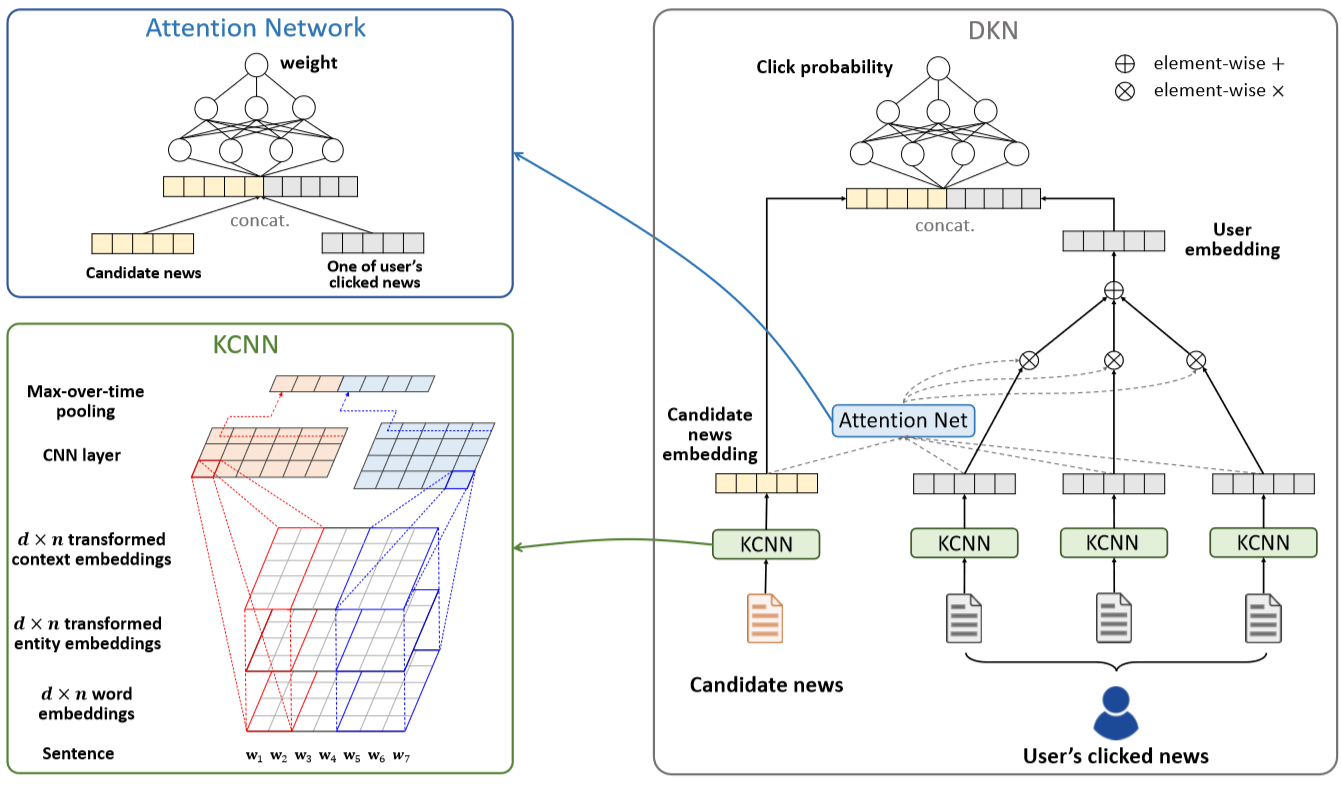 Attention Network
weight
concat.
Candidate news
One of user's
clicked news
KCNN
Max-over-time
pooling
CNN layer
d × n transformed
context embeddings
d × n transformed
entity embeddings
d × n word
embeddings
Sentence
w₁ w₂ w₃ w₄ w₅ w₆ w₇
DKN
Click probability
⊕ element-wise +
⊗ element-wise ×
concat.
User
embedding
Attention Net
Candidate
news
embedding
KCNN
KCNN
KCNN
KCNN
Candidate news
User's clicked news